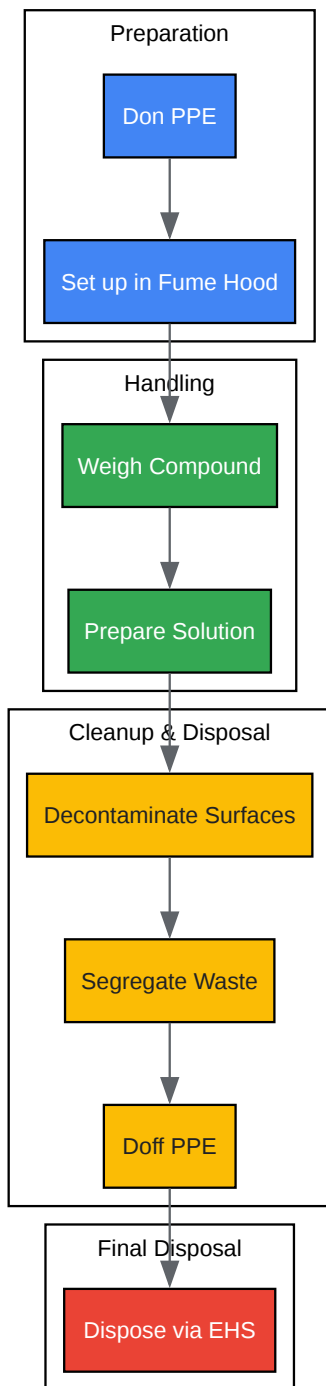 Preparation
Don PPE
Set up in Fume Hood
Handling
Weigh Compound
Prepare Solution
Cleanup & Disposal
Decontaminate Surfaces
Segregate Waste
Doff PPE
Final Disposal
Dispose via EHS